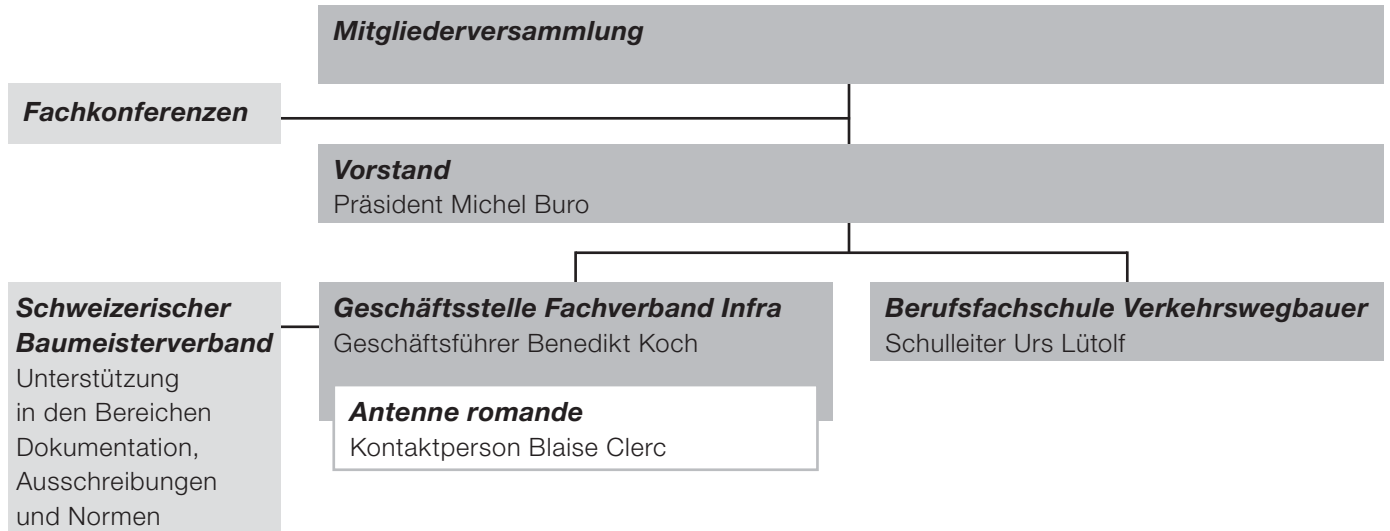 Mitgliederversammlung
Fachkonferenzen
Vorstand
Präsident Michel Buro
Schweizerischer
Baumeisterverband
Unterstützung
in den Bereichen
Dokumentation,
Ausschreibungen
und Normen
Geschäftsstelle Fachverband Infra
Geschäftsführer Benedikt Koch
Antenne romande
Kontaktperson Blaise Clerc
Berufsfachschule Verkehrswegbauer
Schulleiter Urs Lütolf